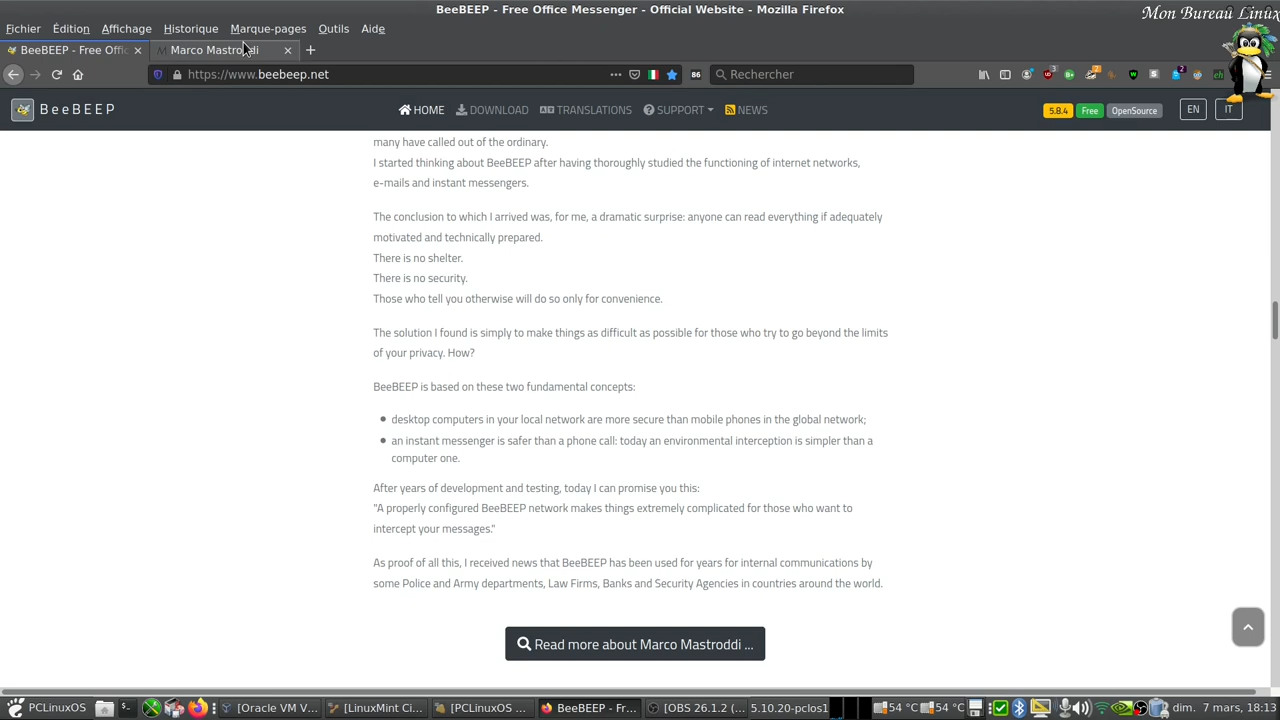 BeeBEEP - Free Office Messenger - Official Website - Mozilla Firefox
Mon Bureau Linux
Fichier Édition Affichage Historique Marque-pages Outils Aide
BeeBEEP - Free Offic
Marco Mastroddi
https://www.beebeep.net
86
Rechercher
3
2
2
BeeBEEP
HOME DOWNLOAD TRANSLATIONS SUPPORT NEWS
5.8.4 Free OpenSource EN IT
many have called out of the ordinary.
I started thinking about BeeBEEP after having thoroughly studied the functioning of internet networks,
e-mails and instant messengers.
The conclusion to which I arrived was, for me, a dramatic surprise: anyone can read everything if adequately
motivated and technically prepared.
There is no shelter.
There is no security.
Those who tell you otherwise will do so only for convenience.
The solution I found is simply to make things as difficult as possible for those who try to go beyond the limits
of your privacy. How?
BeeBEEP is based on these two fundamental concepts:
desktop computers in your local network are more secure than mobile phones in the global network;
an instant messenger is safer than a phone call: today an environmental interception is simpler than a
computer one.
After years of development and testing, today I can promise you this:
"A properly configured BeeBEEP network makes things extremely complicated for those who want to
intercept your messages."
As proof of all this, I received news that BeeBEEP has been used for years for internal communications by
some Police and Army departments, Law Firms, Banks and Security Agencies in countries around the world.
Read more about Marco Mastroddi ...
PCLinuxOS [Oracle VM V... [LinuxMint Ci... [PCLinuxOS ... BeeBEEP - Fr... [OBS 26.1.2 (... 5.10.20-pclos1 54 °C 54 °C dim. 7 mars, 18:13